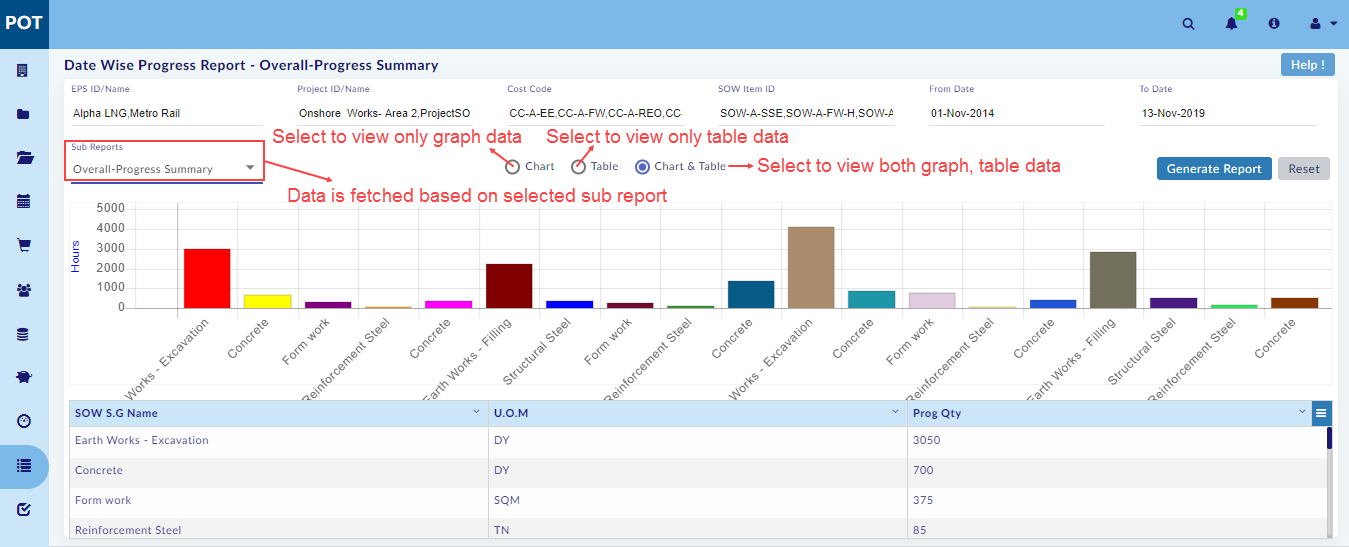 POT
4
Date Wise Progress Report - Overall-Progress Summary
Help !
EPS ID/Name
Project ID/Name
Cost Code
SOW Item ID
From Date
To Date
Alpha LNG,Metro Rail
Onshore Works- Area 2,ProjectSO
CC-A-EE,CC-A-FW,CC-A-REO,CC-
SOW-A-SSE,SOW-A-FW-H,SOW-A
01-Nov-2014
13-Nov-2019
Select to view only graph data
Select to view only table data
Sub Reports
Overall-Progress Summary
Chart
Table
Chart & Table
Select to view both graph, table data
Generate Report
Reset
Data is fetched based on selected sub report
Hours
5000
4000
3000
2000
1000
0
Works - Excavation
Concrete
Form work
Reinforcement Steel
Concrete
Earth Works - Filling
Structural Steel
Form work
Reinforcement Steel
Concrete
Works - Excavation
Concrete
Form work
Reinforcement Steel
Concrete
Earth Works - Filling
Structural Steel
Reinforcement Steel
Concrete
SOW S.G Name
U.O.M
Prog Qty
Earth Works - Excavation
DY
3050
Concrete
DY
700
Form work
SQM
375
Reinforcement Steel
TN
85